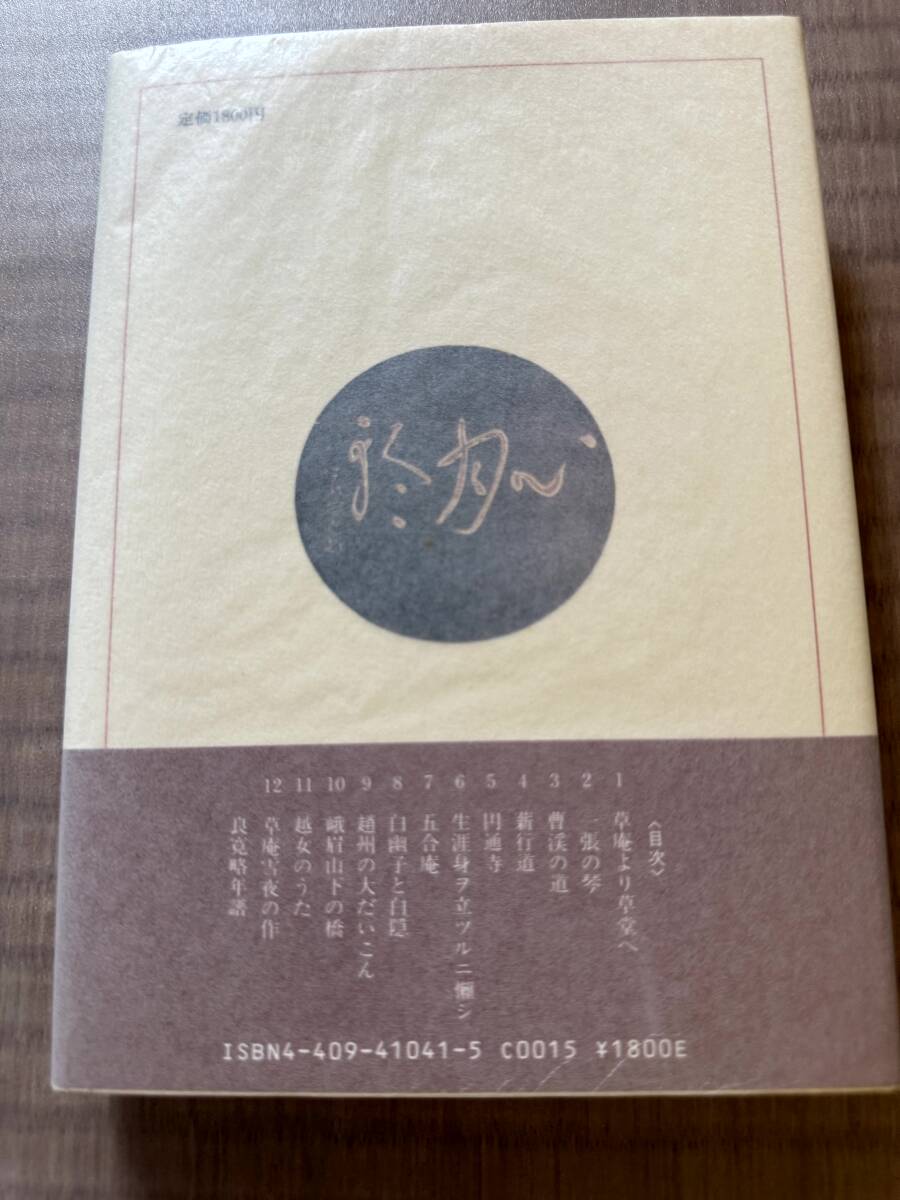 定価1800円
心月輪
〈目次〉
1 草庵より草堂へ
2 一張の琴
3 曹渓の道
4 薪行道
5 円通寺
6 生涯身ヲ立ツルニ懶シ
7 五合庵
8 白幽子と白隠
9 趙州の大だいこん
10 峨眉山下の橋
11 越女のうた
12 草庵雪夜の作
良寛略年譜
ISBN4-409-41041-5 C0015 ¥1800E